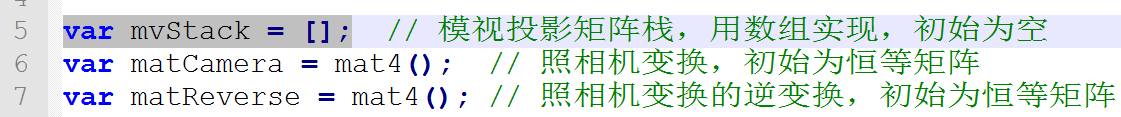 5 var mvStack = []; // 模视投影矩阵栈，用数组实现，初始为空
6 var matCamera = mat4(); // 照相机变换，初始为恒等矩阵
7 var matReverse = mat4(); // 照相机变换的逆变换，初始为恒等矩阵